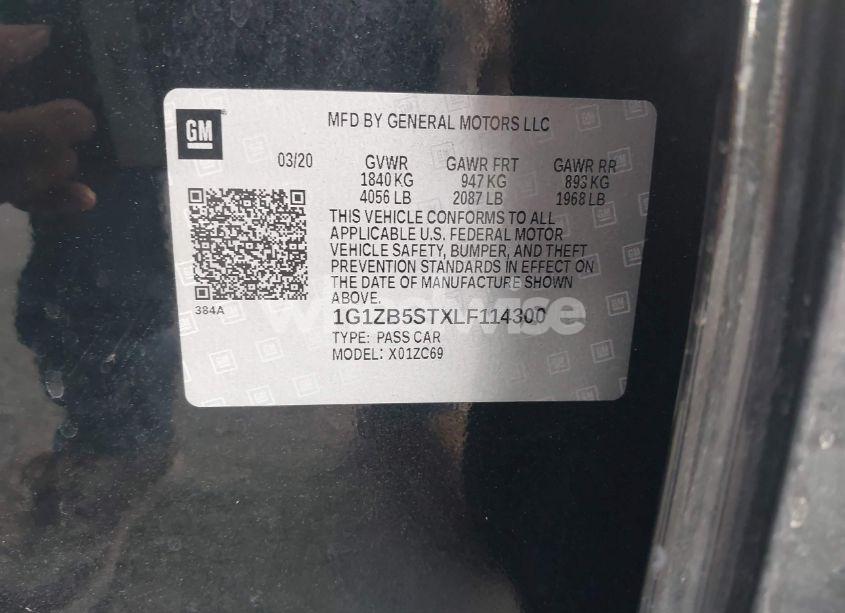 GM
MFD BY GENERAL MOTORS LLC
03/20 GVWR GAWR FRT GAWR RR
1840 KG 947 KG 893 KG
4056 LB 2087 LB 1968 LB
THIS VEHICLE CONFORMS TO ALL
APPLICABLE U.S. FEDERAL MOTOR
VEHICLE SAFETY, BUMPER, AND THEFT
PREVENTION STANDARDS IN EFFECT ON
THE DATE OF MANUFACTURE SHOWN
ABOVE.
384A
1G1ZB5STXLF114300
TYPE: PASS CAR
MODEL: X01ZC69